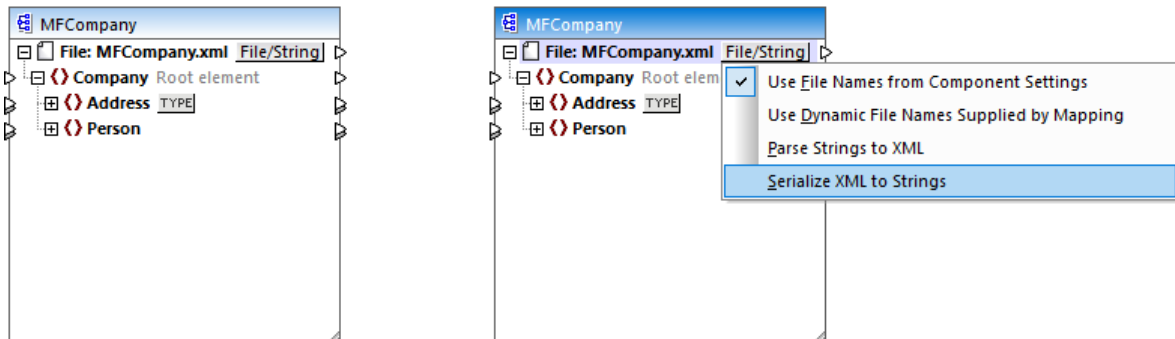 MFCompany
File: MFCompany.xml File/String
Company Root element
Address TYPE
Person
MFCompany
File: MFCompany.xml File/String
Company Root elem
Address TYPE
Person
Use File Names from Component Settings
Use Dynamic File Names Supplied by Mapping
Parse Strings to XML
Serialize XML to Strings